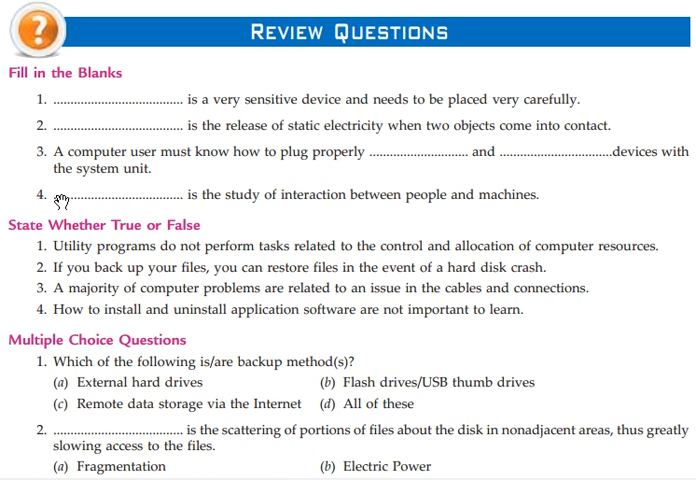 ?
REVIEW QUESTIONS
Fill in the Blanks
1. ...................................... is a very sensitive device and needs to be placed very carefully.
2. ...................................... is the release of static electricity when two objects come into contact.
3. A computer user must know how to plug properly ............................. and .................................devices with
the system unit.
4. ...................................... is the study of interaction between people and machines.
State Whether True or False
1. Utility programs do not perform tasks related to the control and allocation of computer resources.
2. If you back up your files, you can restore files in the event of a hard disk crash.
3. A majority of computer problems are related to an issue in the cables and connections.
4. How to install and uninstall application software are not important to learn.
Multiple Choice Questions
1. Which of the following is/are backup method(s)?
(a) External hard drives (b) Flash drives/USB thumb drives
(c) Remote data storage via the Internet (d) All of these
2. ...................................... is the scattering of portions of files about the disk in nonadjacent areas, thus greatly
slowing access to the files.
(a) Fragmentation (b) Electric Power